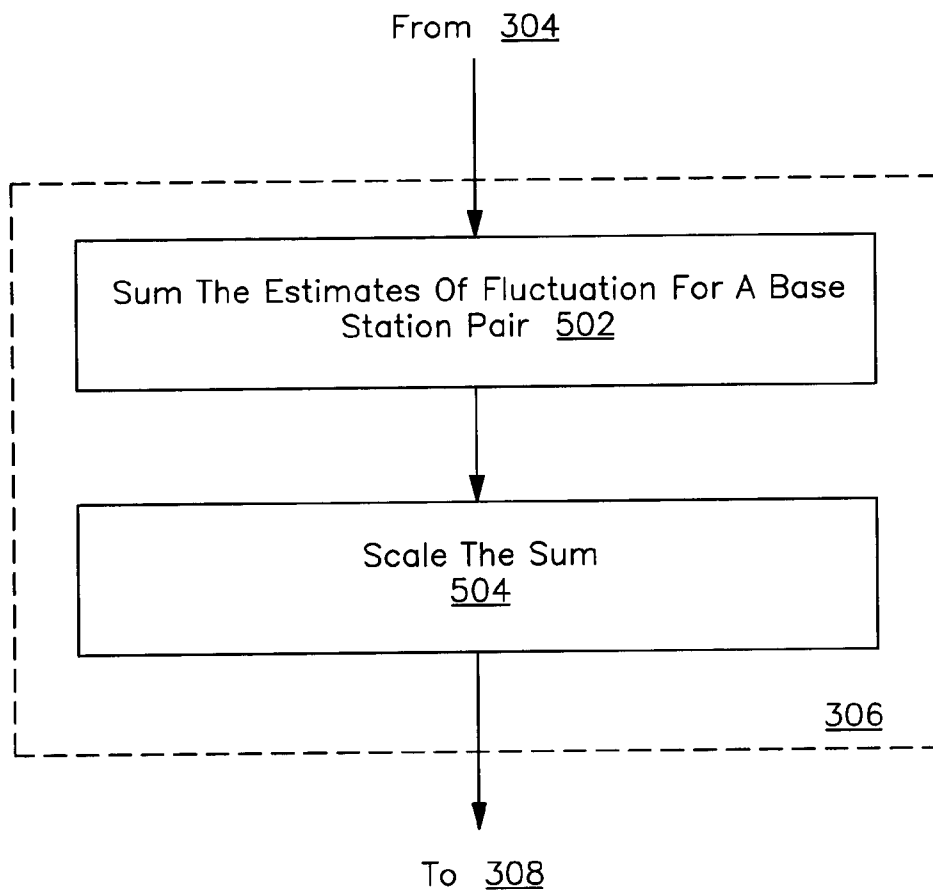 From 304
Sum The Estimates Of Fluctuation For A Base
Station Pair 502
Scale The Sum
504
306
To 308